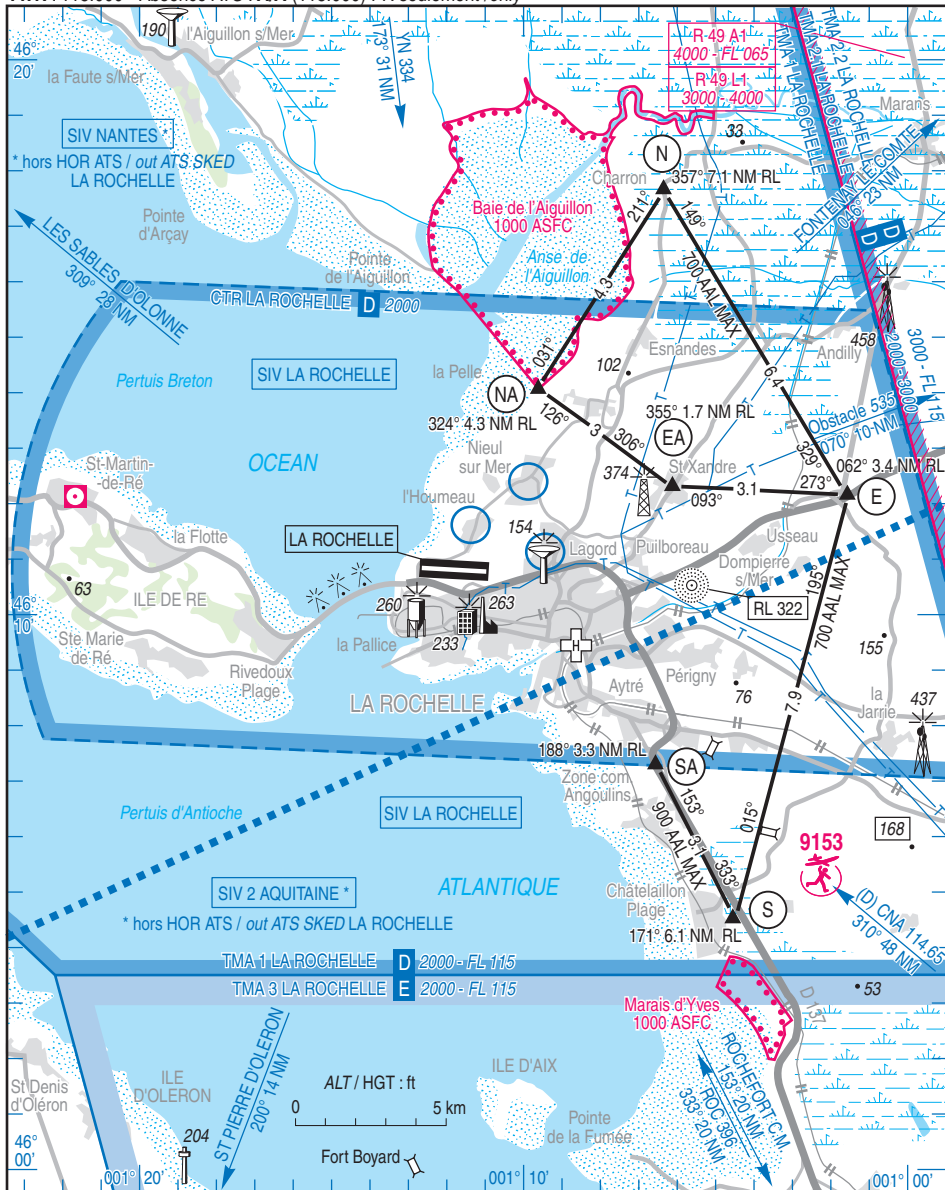 190
l'Aiguillon s/Mer
46°
20'
la Faute s/Mer
YN 334
73° 31 NM
R 49 A1
4000 - FL 065
R 49 L1
3000 - 4000
TMA 2.2 LA ROCHELLE
TMA 2.1 LA ROCHELLE
TMA 1 LA ROCHELLE
Marans
33
SIV NANTES *
* hors HOR ATS / out ATS SKED
LA ROCHELLE
N
Charron
357° 7.1 NM RL
211°
149°
FONTENAY-LE-COMTE
046° 23 NM
Baie de l'Aiguillon
1000 ASFC
Pointe
d'Arçay
Anse de
l'Aiguillon
Pointe
de l'Aiguillon
D
D
LES SABLES D'OLONNE
309° 28 NM
700 AAL MAX
4.3
CTR LA ROCHELLE D 2000
458
3000 - FL 115
2000 - 3000
Esnandes
Andilly
031°
102
6.4
SIV LA ROCHELLE
Pertuis Breton
la Pelle
NA
126°
324° 4.3 NM RL
355° 1.7 NM RL
Obstacle 535
070° 10 NM
3
306°
EA
329°
062° 3.4 NM RL
OCEAN
Nieul
sur Mer
St-Martin-
de-Ré
374
St Xandre
273°
E
093°
3.1
l'Houmeau
la Flotte
LA ROCHELLE
154
Lagord
Puilboreau
Usseau
Dompierre
s/Mer
63
ILE DE RE
195°
700 AAL MAX
46°
10'
260
263
RL 322
Ste Marie
de Ré
la Pallice
233
H
155
Rivedoux
Plage
Aytré
Périgny
76
la
Jarrie
LA ROCHELLE
7.9
437
188° 3.3 NM RL
SA
Zone com.
Angoulins
153°
Pertuis d'Antioche
SIV LA ROCHELLE
900 AAL MAX
3.1
015°
168
9153
333°
SIV 2 AQUITAINE *
* hors HOR ATS / out ATS SKED LA ROCHELLE
ATLANTIQUE
Châtelaillon
Plage
S
(D) CNA 114.65
310° 48 NM
171° 6.1 NM RL
TMA 1 LA ROCHELLE D 2000 - FL 115
TMA 3 LA ROCHELLE E 2000 - FL 115
53
Marais d'Yves
1000 ASFC
D 137
St Denis
d'Oléron
ILE
D'OLERON
ST PIERRE D'OLERON
200° 14 NM
ALT / HGT : ft
0
5 km
ILE D'AIX
ROCHEFORT-C.M.
153° 20 NM
ROC 396
333° 20 NM
Pointe
de la Fumée
204
46°
00'
Fort Boyard
001° 20
001° 10
001° 00